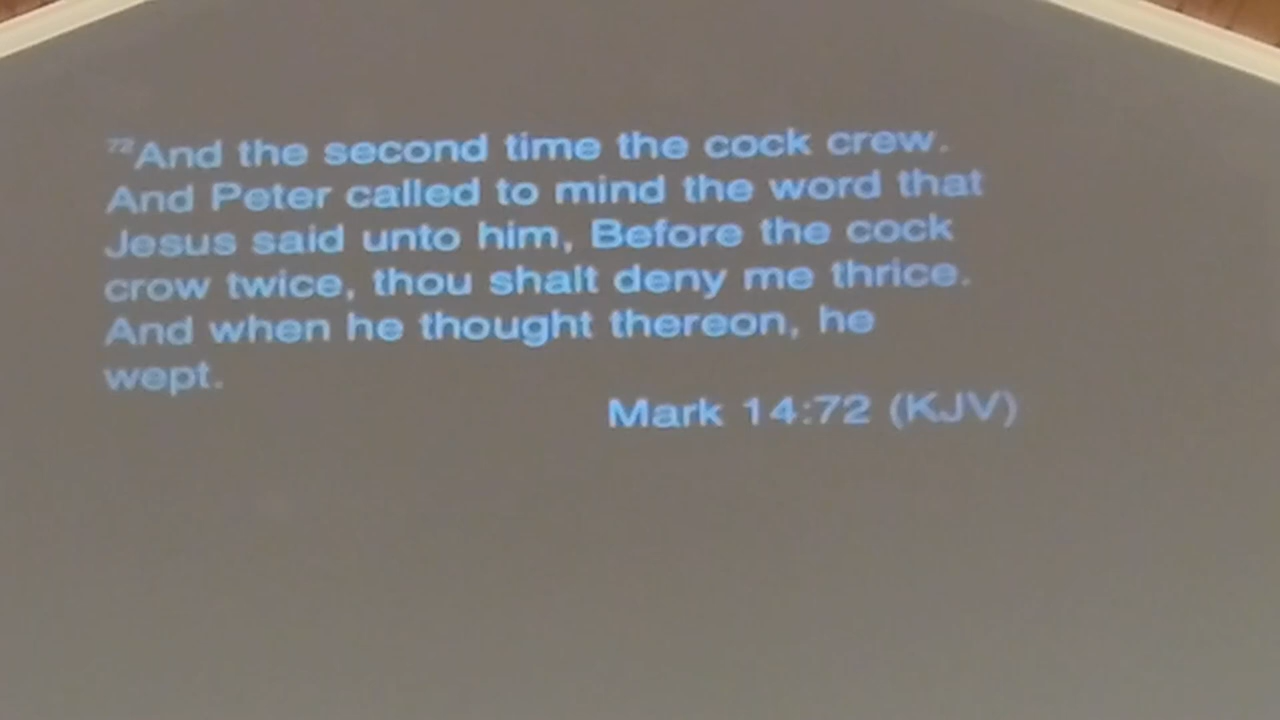 72And the second time the cock crew.
And Peter called to mind the word that
Jesus said unto him, Before the cock
crow twice, thou shalt deny me thrice.
And when he thought thereon, he
wept.
Mark 14:72 (KJV)